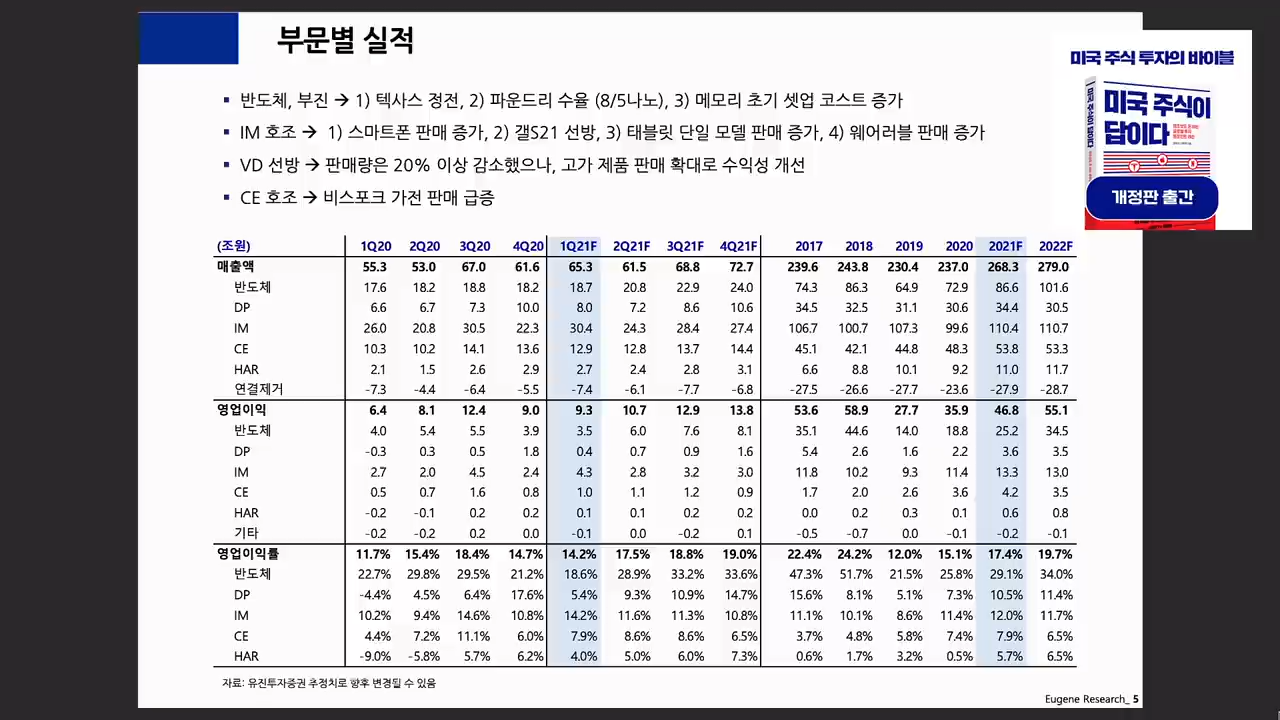 부문별 실적
미국 주식 투자의 바이블
미국 주식이
답이다
개정판 출간
▪ 반도체, 부진 → 1) 텍사스 정전, 2) 파운드리 수율 (8/5나노), 3) 메모리 초기 셋업 코스트 증가
▪ IM 호조 → 1) 스마트폰 판매 증가, 2) 갤S21 선방, 3) 태블릿 단일 모델 판매 증가, 4) 웨어러블 판매 증가
▪ VD 선방 → 판매량은 20% 이상 감소했으나, 고가 제품 판매 확대로 수익성 개선
▪ CE 호조 → 비스포크 가전 판매 급증
(조원) 1Q20 2Q20 3Q20 4Q20 1Q21F 2Q21F 3Q21F 4Q21F 2017 2018 2019 2020 2021F 2022F
매출액 55.3 53.0 67.0 61.6 65.3 61.5 68.8 72.7 239.6 243.8 230.4 237.0 268.3 279.0
반도체 17.6 18.2 18.8 18.2 18.7 20.8 22.9 24.0 74.3 86.3 64.9 72.9 86.6 101.6
DP 6.6 6.7 7.3 10.0 8.0 7.2 8.6 10.6 34.5 32.5 31.1 30.6 34.4 30.5
IM 26.0 20.8 30.5 22.3 30.4 24.3 28.4 27.4 106.7 100.7 107.3 99.6 110.4 110.7
CE 10.3 10.2 14.1 13.6 12.9 12.8 13.7 14.4 45.1 42.1 44.8 48.3 53.8 53.3
HAR 2.1 1.5 2.6 2.9 2.7 2.4 2.8 3.1 6.6 8.8 10.1 9.2 11.0 11.7
연결제거 -7.3 -4.4 -6.4 -5.5 -7.4 -6.1 -7.7 -6.8 -27.5 -26.6 -27.7 -23.6 -27.9 -28.7
영업이익 6.4 8.1 12.4 9.0 9.3 10.7 12.9 13.8 53.6 58.9 27.7 35.9 46.8 55.1
반도체 4.0 5.4 5.5 3.9 3.5 6.0 7.6 8.1 35.1 44.6 14.0 18.8 25.2 34.5
DP -0.3 0.3 0.5 1.8 0.4 0.7 0.9 1.6 5.4 2.6 1.6 2.2 3.6 3.5
IM 2.7 2.0 4.5 2.4 4.3 2.8 3.2 3.0 11.8 10.2 9.3 11.4 13.3 13.0
CE 0.5 0.7 1.6 0.8 1.0 1.1 1.2 0.9 1.7 2.0 2.6 3.6 4.2 3.5
HAR -0.2 -0.1 0.2 0.2 0.1 0.1 0.2 0.2 0.0 0.2 0.3 0.1 0.6 0.8
기타 -0.2 -0.2 0.2 0.0 -0.1 0.0 -0.2 0.1 -0.5 -0.7 0.0 -0.1 -0.2 -0.1
영업이익률 11.7% 15.4% 18.4% 14.7% 14.2% 17.5% 18.8% 19.0% 22.4% 24.2% 12.0% 15.1% 17.4% 19.7%
반도체 22.7% 29.8% 29.5% 21.2% 18.6% 28.9% 33.2% 33.6% 47.3% 51.7% 21.5% 25.8% 29.1% 34.0%
DP -4.4% 4.5% 6.4% 17.6% 5.4% 9.3% 10.9% 14.7% 15.6% 8.1% 5.1% 7.3% 10.5% 11.4%
IM 10.2% 9.4% 14.6% 10.8% 14.2% 11.6% 11.3% 10.8% 11.1% 10.1% 8.6% 11.4% 12.0% 11.7%
CE 4.4% 7.2% 11.1% 6.0% 7.9% 8.6% 8.6% 6.5% 3.7% 4.8% 5.8% 7.4% 7.9% 6.5%
HAR -9.0% -5.8% 5.7% 6.2% 4.0% 5.0% 6.0% 7.3% 0.6% 1.7% 3.2% 0.5% 5.7% 6.5%
자료: 유진투자증권 추정치로 향후 변경될 수 있음
Eugene Research_ 5